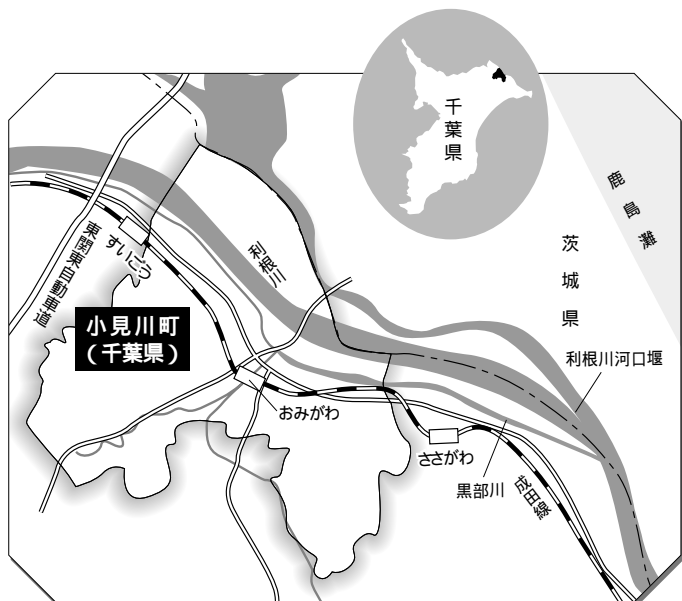 千葉県
鹿島灘
茨城県
利根川
すいごう
東関東自動車道
小見川町
（千葉県）
利根川河口堰
おみがわ
ささがわ
黒部川
成田線